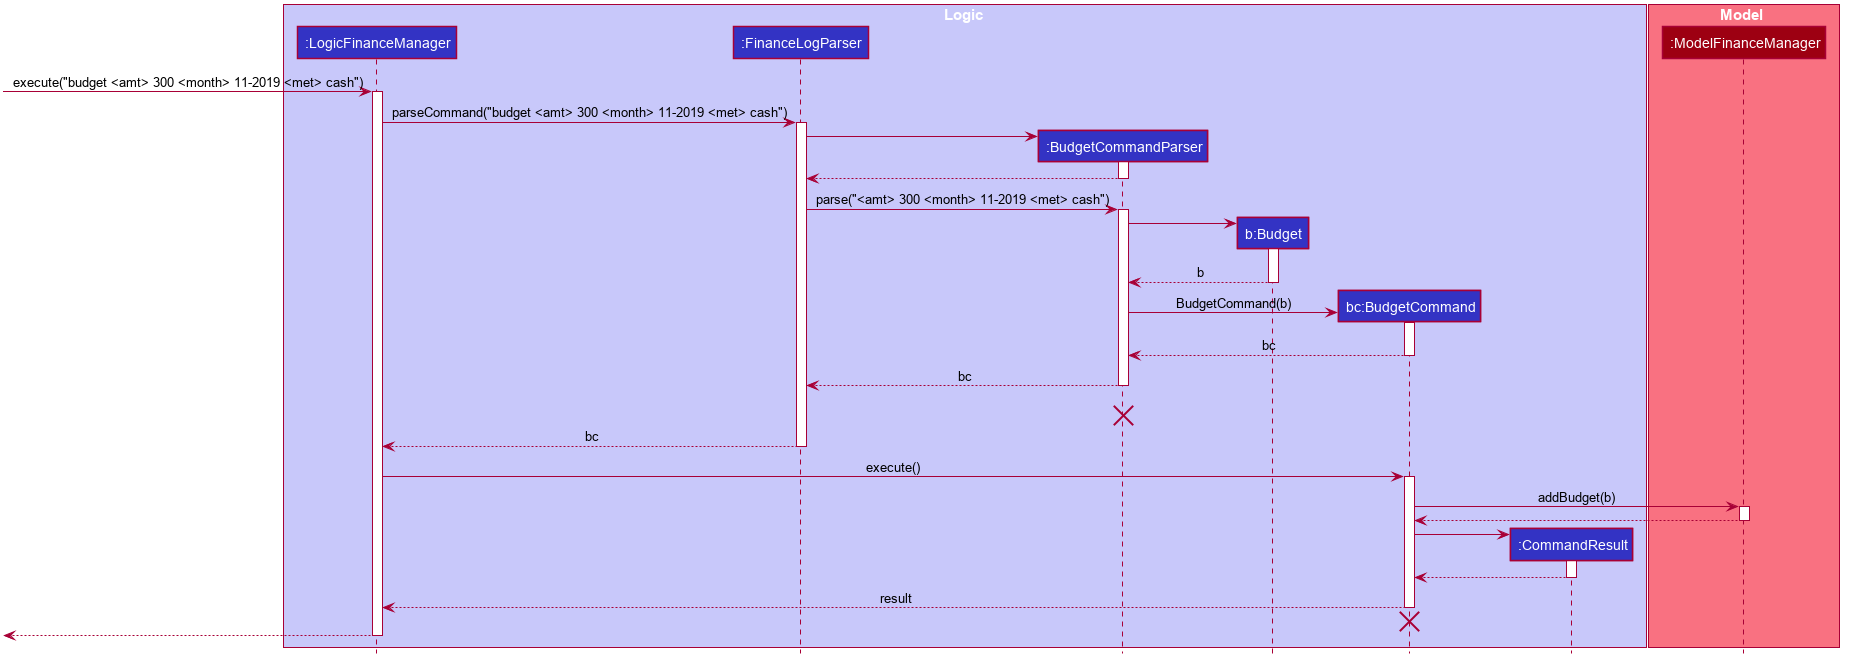 Logic
Model
:LogicFinanceManager
:FinanceLogParser
:ModelFinanceManager
execute("budget <amt> 300 <month> 11-2019 <met> cash")
parseCommand("budget <amt> 300 <month> 11-2019 <met> cash")
:BudgetCommandParser
parse("<amt> 300 <month> 11-2019 <met> cash")
b:Budget
b
BudgetCommand(b)
bc:BudgetCommand
bc
bc
bc
execute()
addBudget(b)
:CommandResult
result